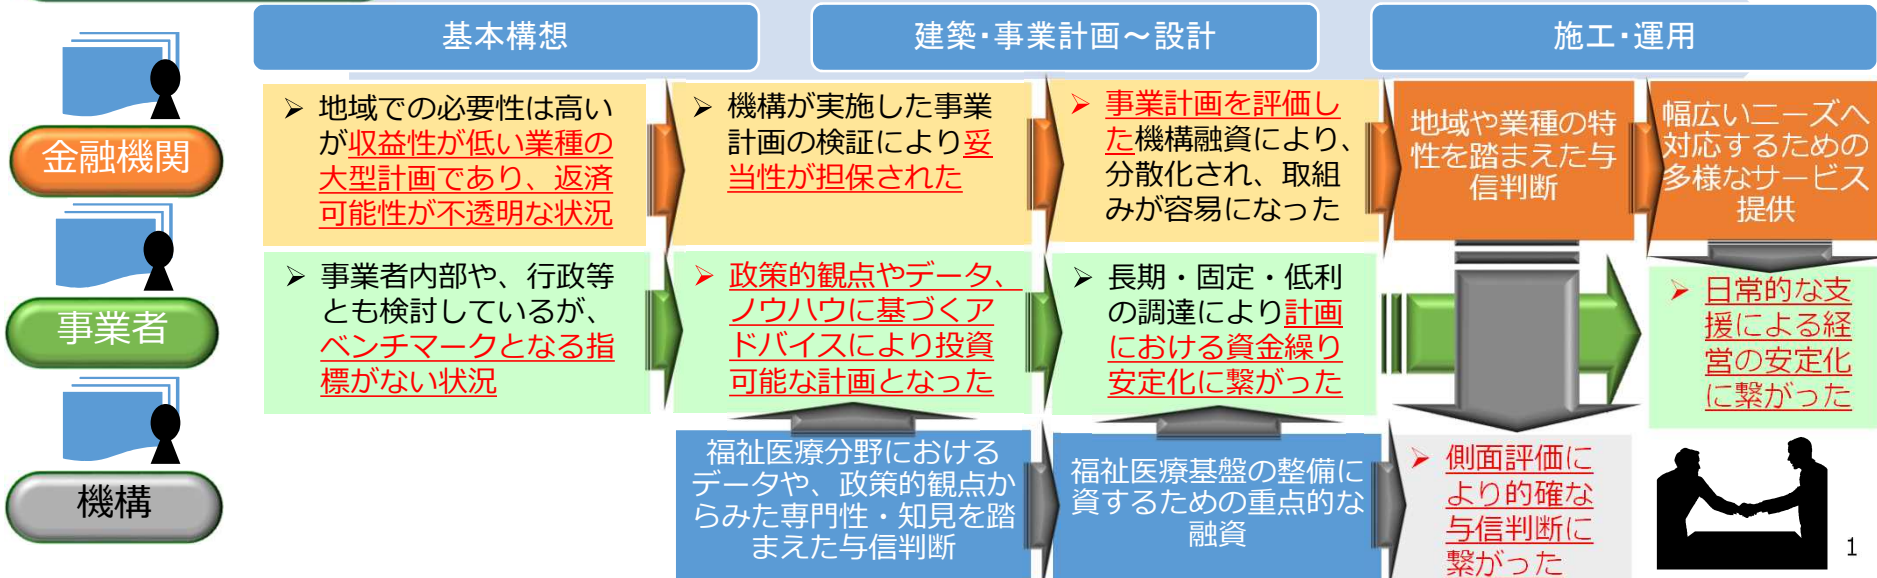 基本構想
建築・事業計画～設計
施工・運用
金融機関
➢ 地域での必要性は高い
が収益性が低い業種の
大型計画であり、返済
可能性が不透明な状況
➢ 機構が実施した事業
計画の検証により妥
当性が担保された
➢ 事業計画を評価し
た機構融資により、
分散化され、取組
みが容易になった
地域や業種の特
性を踏まえた与
信判断
幅広いニーズへ
対応するための
多様なサービス
提供
事業者
➢ 事業者内部や、行政等
とも検討しているが、
ベンチマークとなる指
標がない状況
➢ 政策的観点やデータ、
ノウハウに基づくア
ドバイスにより投資
可能な計画となった
➢ 長期・固定・低利
の調達により計画
における資金繰り
安定化に繋がった
➢ 日常的な支
援による経
営の安定化
に繋がった
機構
福祉医療分野における
データや、政策的観点か
らみた専門性・知見を踏
まえた与信判断
福祉医療基盤の整備に
資するための重点的な
融資
➢ 側面評価に
より的確な
与信判断に
繋がった
1